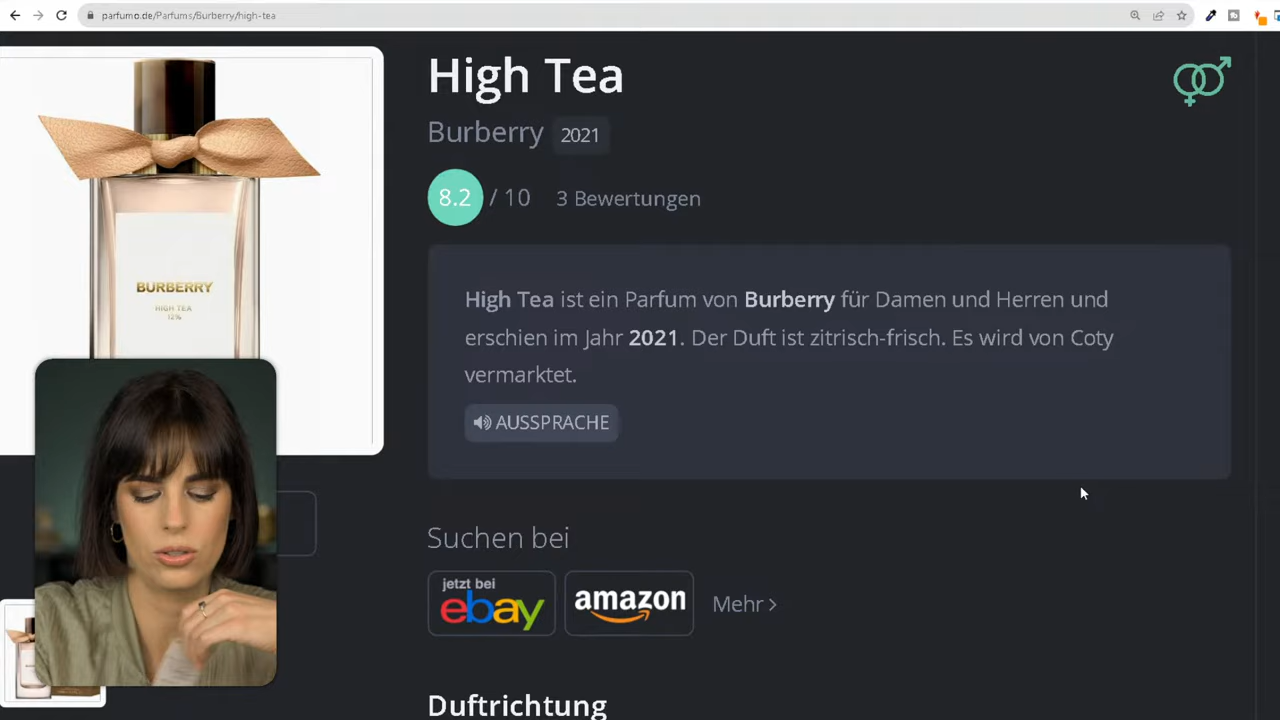 parfumo.de/Parfums/Burberry/high-tea
High Tea
Burberry 2021
8.2 / 10 3 Bewertungen
BURBERRY
HIGH TEA
12%
High Tea ist ein Parfum von Burberry für Damen und Herren und
erschien im Jahr 2021. Der Duft ist zitrisch-frisch. Es wird von Coty
vermarktet.
AUSSPRACHE
Suchen bei
jetzt bei
ebay
amazon
Mehr >
Duftrichtung